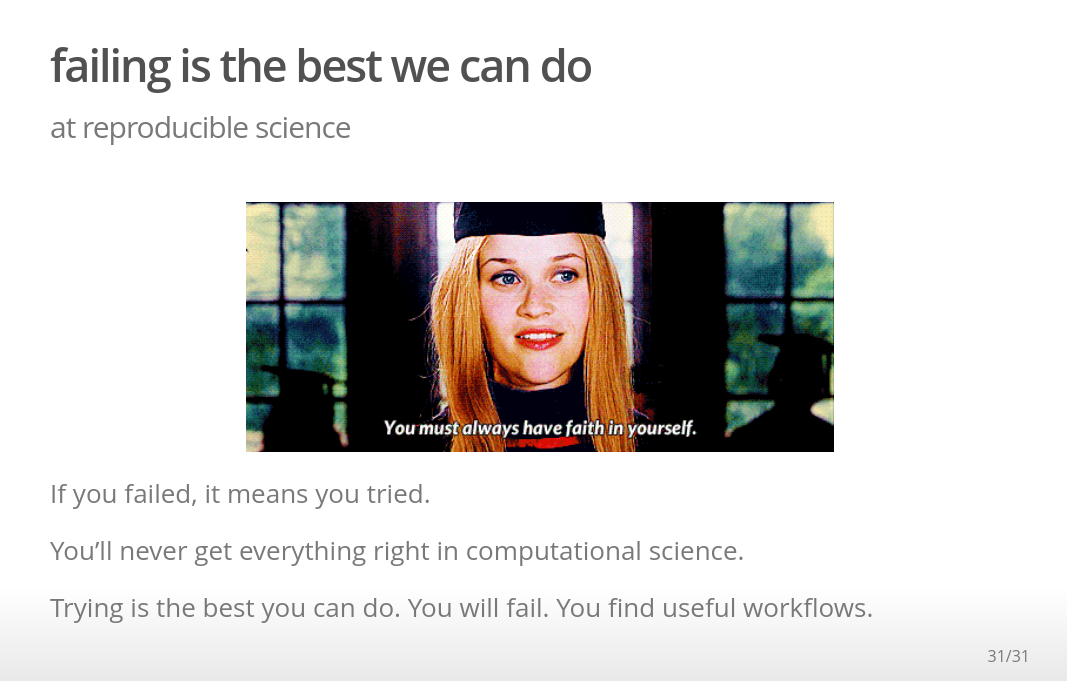 failing is the best we can do
at reproducible science
You must always have faith in yourself.
If you failed, it means you tried.
You’ll never get everything right in computational science.
Trying is the best you can do. You will fail. You find useful workflows.
31/31